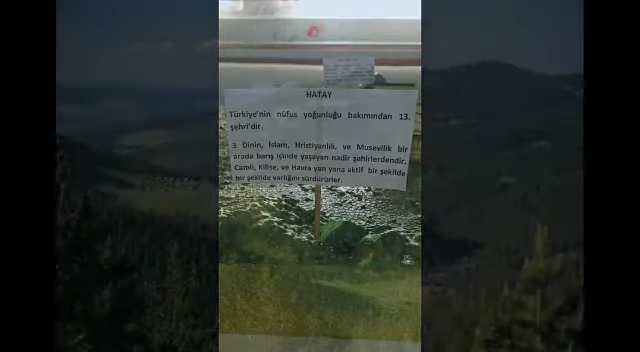 HATAY
Türkiye'nin nüfus yoğunluğu bakımından 13.
şehri'dir.
3 Dinin, İslam, Hristiyanlık, ve Musevilik bir
arada barış içinde yaşayan nadir şehirlerdendir.
Camii, Kilise, ve Havra yan yana aktif bir şekilde
bir şekilde varlığını sürdürürler.